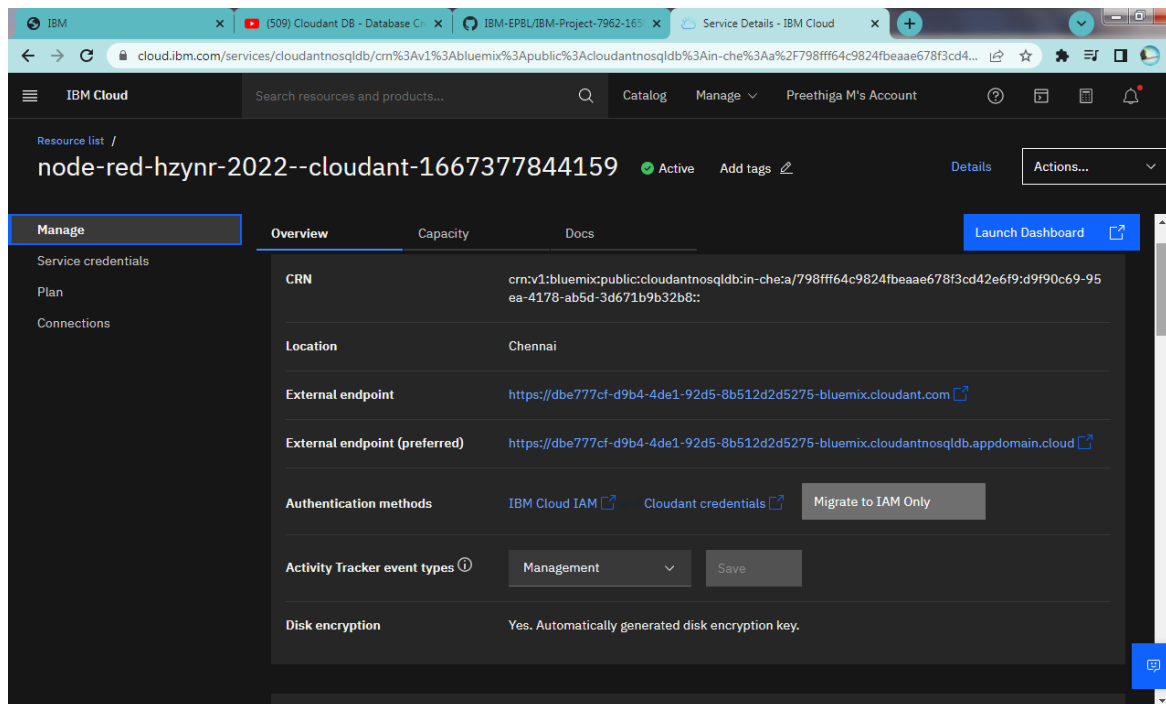 IBM
(509) Cloudant DB - Database Cr
IBM-EPBL/IBM-Project-7962-165
Service Details - IBM Cloud
cloud.ibm.com/services/cloudantnosqldb/crn%3Av1%3Abluemix%3Apublic%3Acloudantnosqldb%3Ain-che%3Aa%2F798fff64c9824fbeaae678f3cd4...
IBM Cloud
Search resources and products...
Catalog
Manage
Preethiga M's Account
Resource list /
node-red-hzynr-2022--cloudant-1667377844159
Active
Add tags
Details
Actions...
Manage
Service credentials
Plan
Connections
Overview
Capacity
Docs
Launch Dashboard
CRN
crn:v1:bluemix:public:cloudantnosqldb:in-che:a/798fff64c9824fbeaae678f3cd42e6f9:d9f90c69-95
ea-4178-ab5d-3d671b9b32b8::
Location
Chennai
External endpoint
https://dbe777cf-d9b4-4de1-92d5-8b512d2d5275-bluemix.cloudant.com
External endpoint (preferred)
https://dbe777cf-d9b4-4de1-92d5-8b512d2d5275-bluemix.cloudantnosqldb.appdomain.cloud
Authentication methods
IBM Cloud IAM
Cloudant credentials
Migrate to IAM Only
Activity Tracker event types
Management
Save
Disk encryption
Yes. Automatically generated disk encryption key.